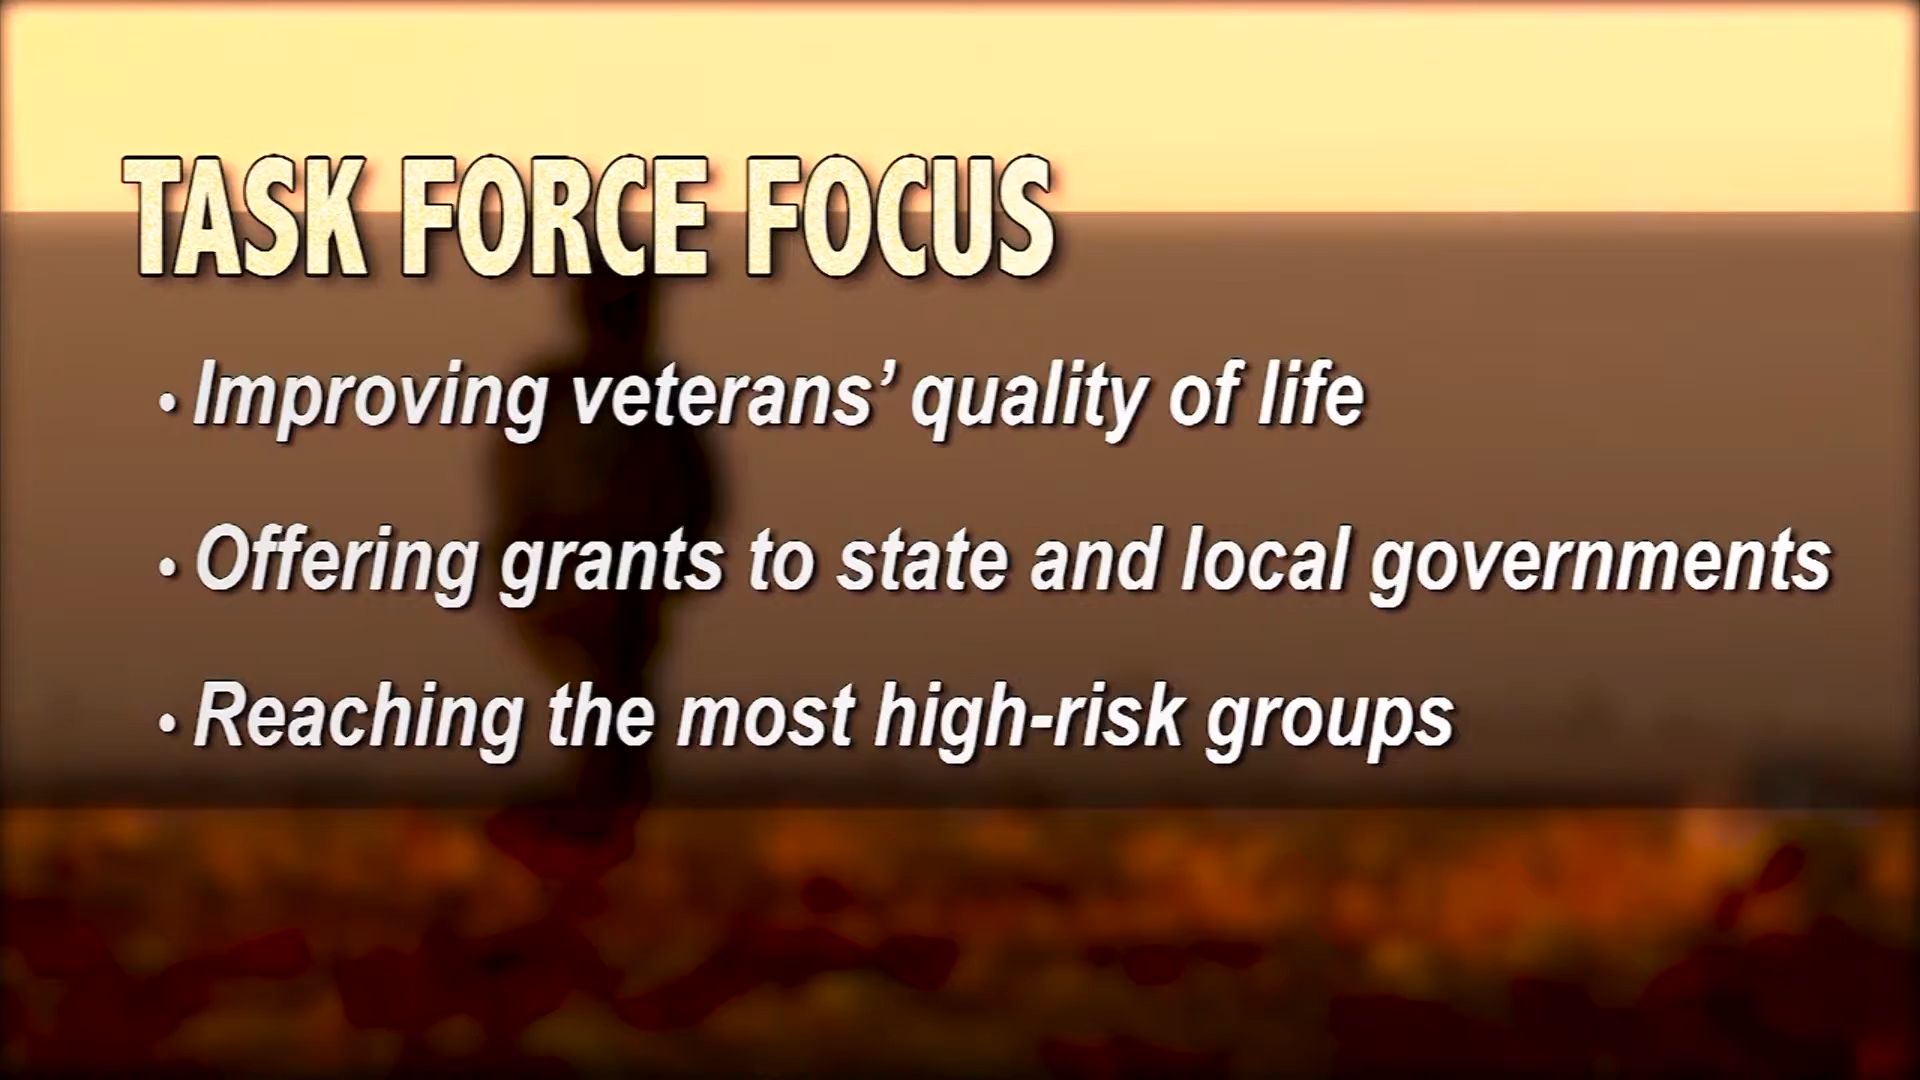 TASK FORCE FOCUS
• Improving veterans’ quality of life
• Offering grants to state and local governments
• Reaching the most high-risk groups